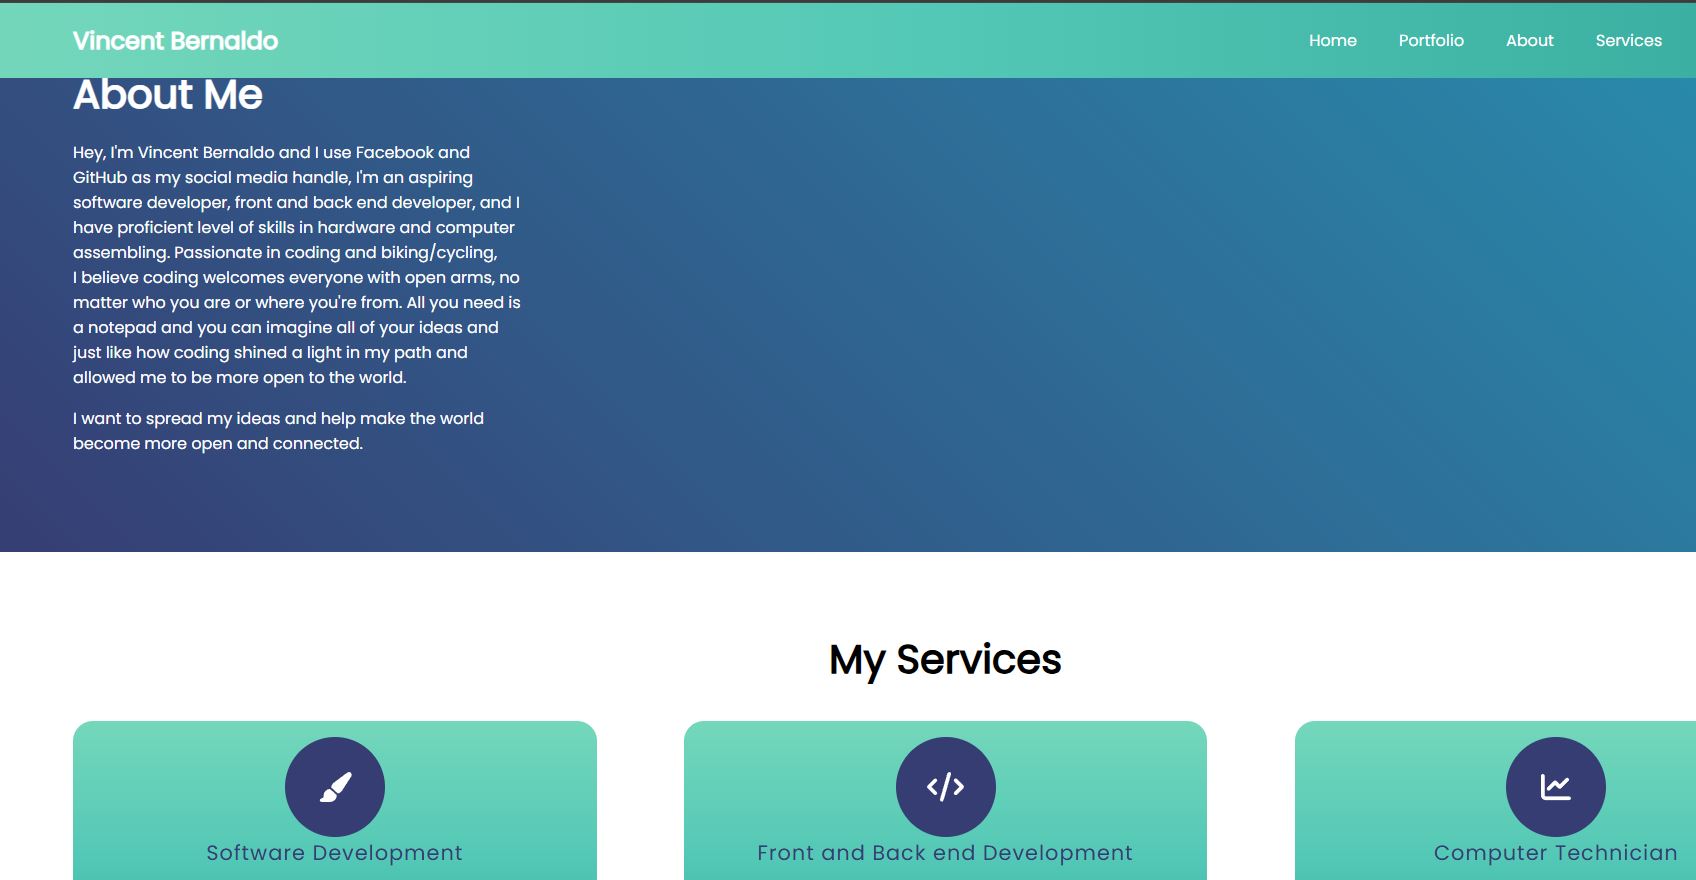 Vincent Bernaldo
Home Portfolio About Services
About Me
Hey, I'm Vincent Bernaldo and I use Facebook and
GitHub as my social media handle, I'm an aspiring
software developer, front and back end developer, and I
have proficient level of skills in hardware and computer
assembling. Passionate in coding and biking/cycling,
I believe coding welcomes everyone with open arms, no
matter who you are or where you're from. All you need is
a notepad and you can imagine all of your ideas and
just like how coding shined a light in my path and
allowed me to be more open to the world.
I want to spread my ideas and help make the world
become more open and connected.
My Services
Software Development
Front and Back end Development
Computer Technician